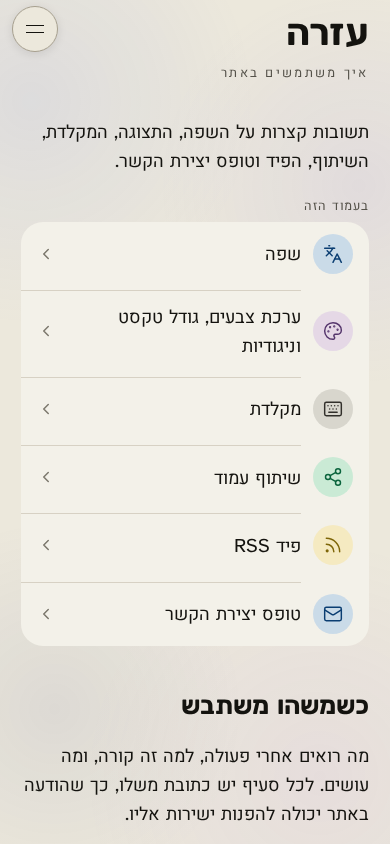 עזרה
איך משתמשים באתר
תשובות קצרות על השפה, התצוגה, המקלדת,
השיתוף, הפיד וטופס יצירת הקשר.
בעמוד הזה
שפה
ערכת צבעים, גודל טקסט
וניגודיות
מקלדת
שיתוף עמוד
פיד RSS
טופס יצירת הקשר
כשמשהו משתבש
מה רואים אחרי פעולה, למה זה קורה, ומה
עושים. לכל סעיף יש כתובת משלו, כך שהודעה
באתר יכולה להפנות ישירות אליו.